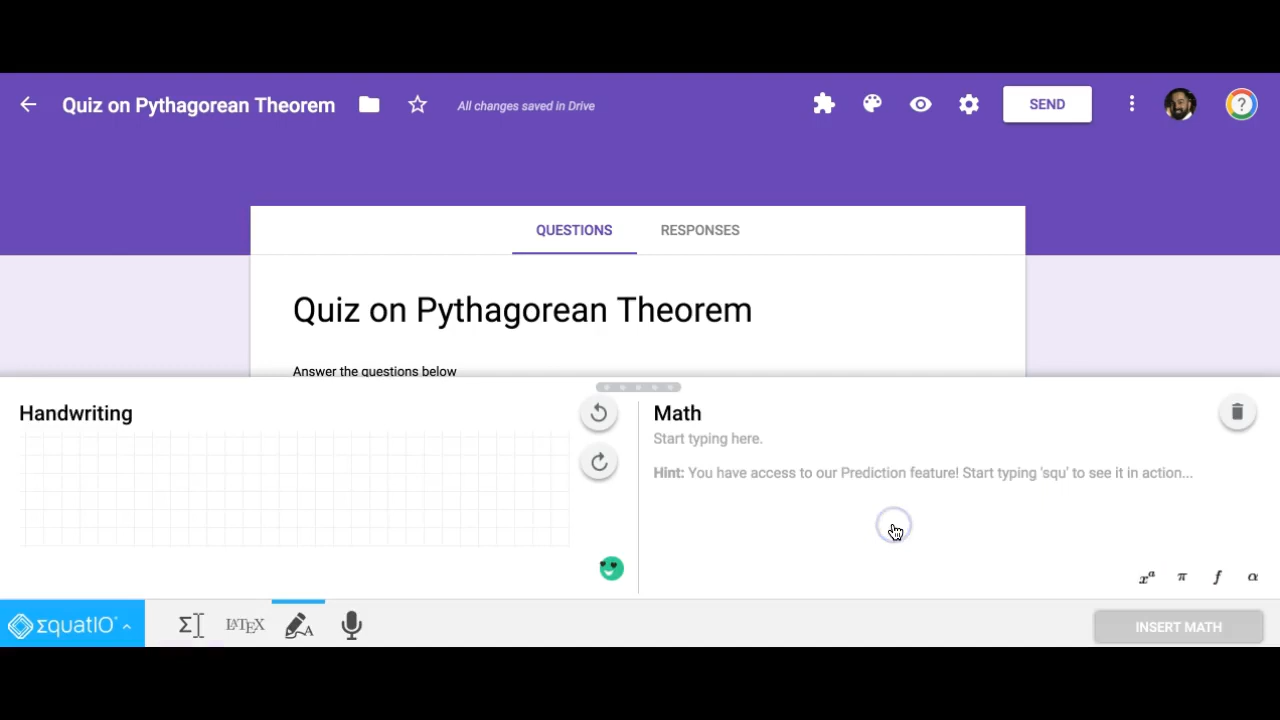 Quiz on Pythagorean Theorem
All changes saved in Drive
SEND
QUESTIONS
RESPONSES
Quiz on Pythagorean Theorem
Answer the questions below
Handwriting
Math
Start typing here.
Hint: You have access to our Prediction feature! Start typing 'squ' to see it in action...
xᵃ π f α
ΣquatIO
Σ
LATEX
A
INSERT MATH